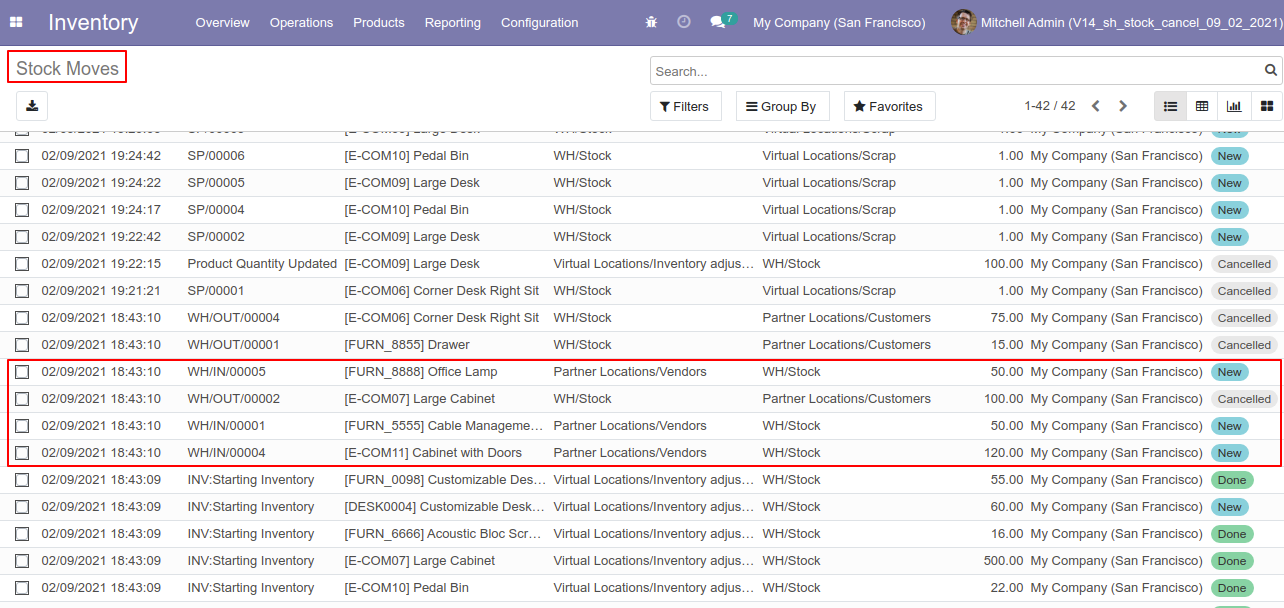 Inventory Overview Operations Products Reporting Configuration 7 My Company (San Francisco) Mitchell Admin (V14_sh_stock_cancel_09_02_2021)
Stock Moves Search...
Filters Group By Favorites 1-42 / 42
02/09/2021 19:24:42 SP/00006 [E-COM10] Pedal Bin WH/Stock Virtual Locations/Scrap 1.00 My Company (San Francisco) New
02/09/2021 19:24:22 SP/00005 [E-COM09] Large Desk WH/Stock Virtual Locations/Scrap 1.00 My Company (San Francisco) New
02/09/2021 19:24:17 SP/00004 [E-COM10] Pedal Bin WH/Stock Virtual Locations/Scrap 1.00 My Company (San Francisco) New
02/09/2021 19:22:42 SP/00002 [E-COM09] Large Desk WH/Stock Virtual Locations/Scrap 1.00 My Company (San Francisco) New
02/09/2021 19:22:15 Product Quantity Updated [E-COM09] Large Desk Virtual Locations/Inventory adjus... WH/Stock 100.00 My Company (San Francisco) Cancelled
02/09/2021 19:21:21 SP/00001 [E-COM06] Corner Desk Right Sit WH/Stock Virtual Locations/Scrap 1.00 My Company (San Francisco) Cancelled
02/09/2021 18:43:10 WH/OUT/00004 [E-COM06] Corner Desk Right Sit WH/Stock Partner Locations/Customers 75.00 My Company (San Francisco) Cancelled
02/09/2021 18:43:10 WH/OUT/00001 [FURN_8855] Drawer WH/Stock Partner Locations/Customers 15.00 My Company (San Francisco) Cancelled
02/09/2021 18:43:10 WH/IN/00005 [FURN_8888] Office Lamp Partner Locations/Vendors WH/Stock 50.00 My Company (San Francisco) New
02/09/2021 18:43:10 WH/OUT/00002 [E-COM07] Large Cabinet WH/Stock Partner Locations/Customers 100.00 My Company (San Francisco) Cancelled
02/09/2021 18:43:10 WH/IN/00001 [FURN_5555] Cable Manageme... Partner Locations/Vendors WH/Stock 50.00 My Company (San Francisco) New
02/09/2021 18:43:10 WH/IN/00004 [E-COM11] Cabinet with Doors Partner Locations/Vendors WH/Stock 120.00 My Company (San Francisco) New
02/09/2021 18:43:09 INV:Starting Inventory [FURN_0098] Customizable Des... Virtual Locations/Inventory adjus... WH/Stock 55.00 My Company (San Francisco) Done
02/09/2021 18:43:09 INV:Starting Inventory [DESK0004] Customizable Desk... Virtual Locations/Inventory adjus... WH/Stock 60.00 My Company (San Francisco) New
02/09/2021 18:43:09 INV:Starting Inventory [FURN_6666] Acoustic Bloc Scr... Virtual Locations/Inventory adjus... WH/Stock 16.00 My Company (San Francisco) Done
02/09/2021 18:43:09 INV:Starting Inventory [E-COM07] Large Cabinet Virtual Locations/Inventory adjus... WH/Stock 500.00 My Company (San Francisco) Done
02/09/2021 18:43:09 INV:Starting Inventory [E-COM10] Pedal Bin Virtual Locations/Inventory adjus... WH/Stock 22.00 My Company (San Francisco) Done